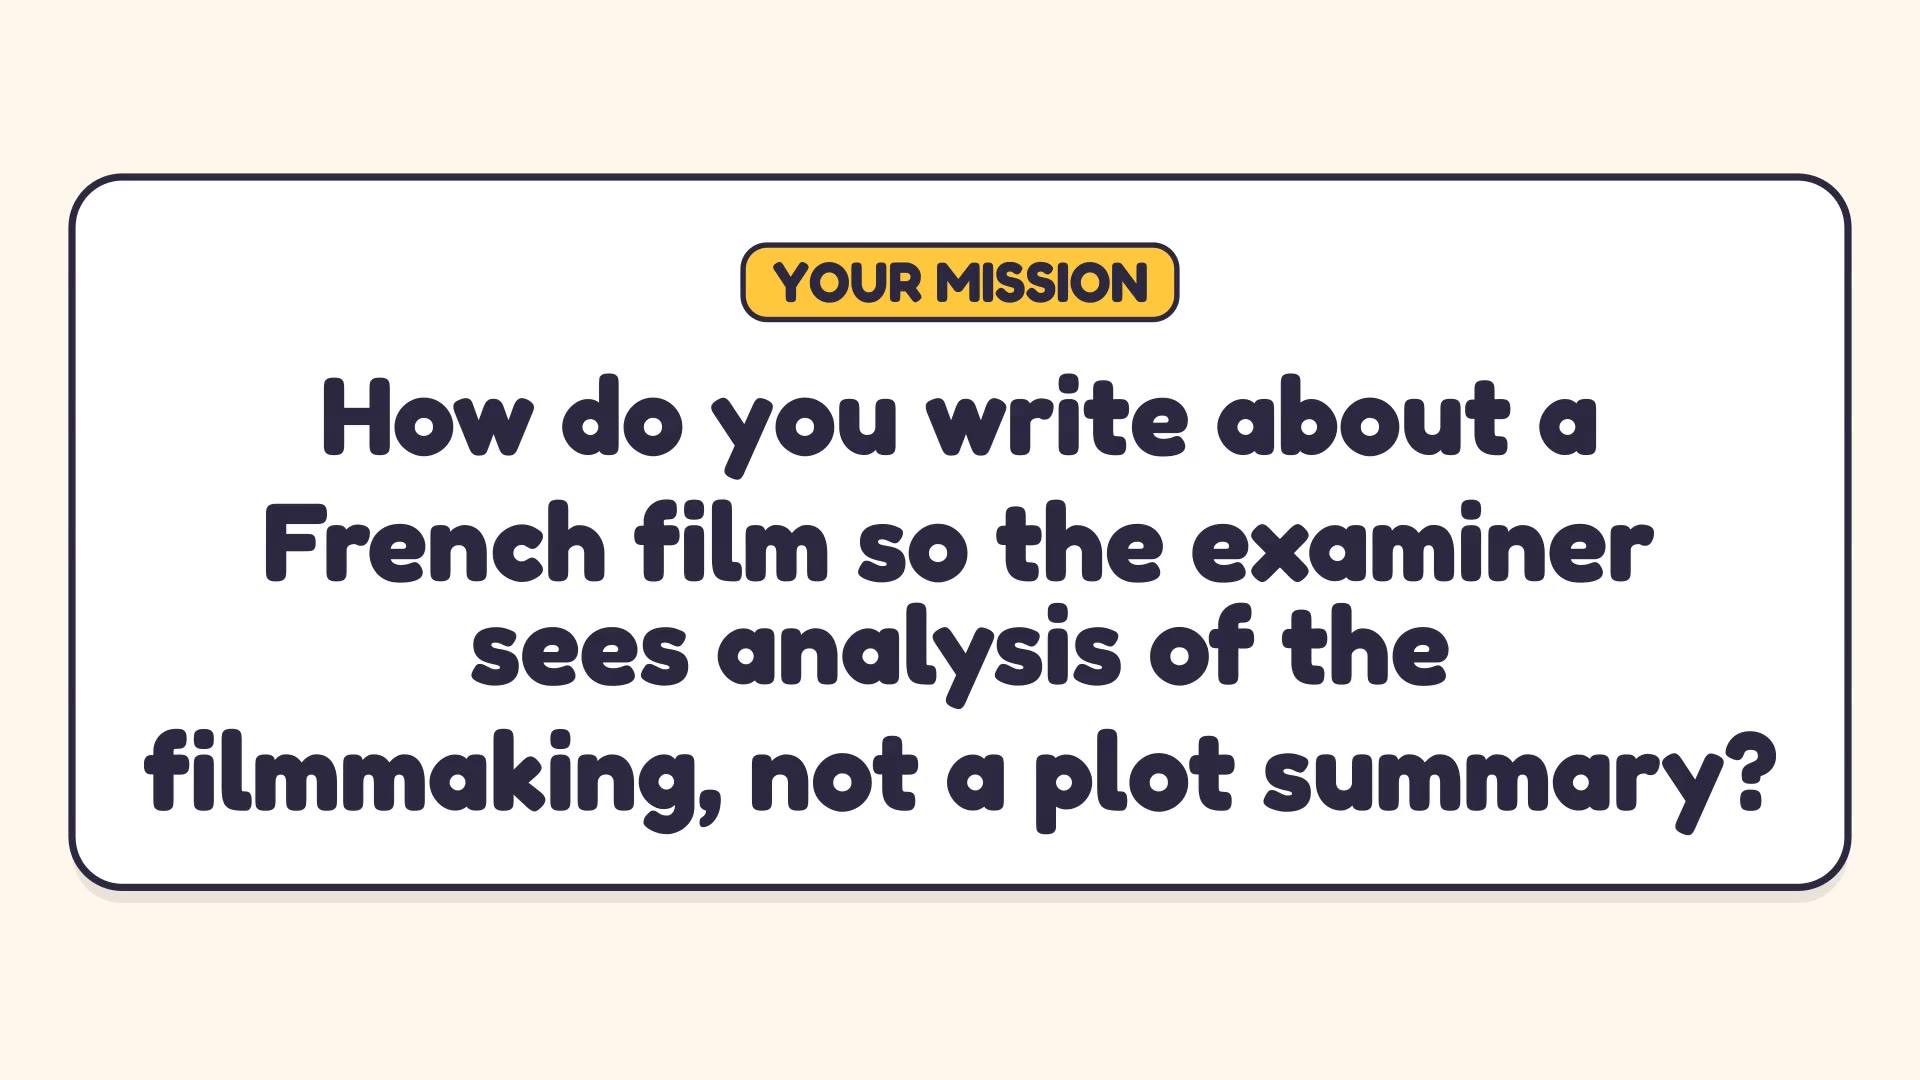 YOUR MISSION
How do you write about a
French film so the examiner
sees analysis of the
filmmaking, not a plot summary?